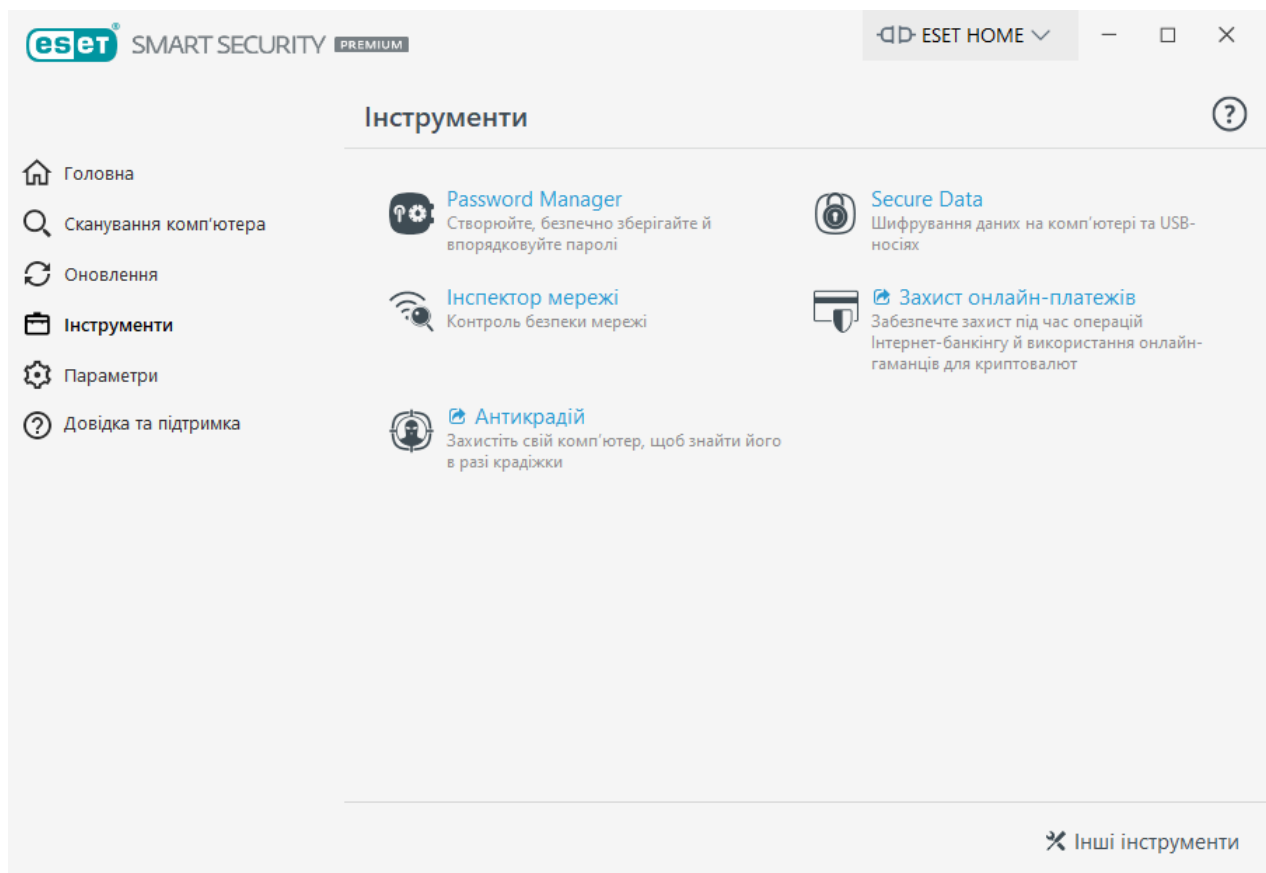 eset® SMART SECURITY PREMIUM
ESET HOME
Інструменти
Головна
Сканування комп'ютера
Оновлення
Інструменти
Параметри
Довідка та підтримка
Password Manager
Створюйте, безпечно зберігайте й
впорядковуйте паролі
Secure Data
Шифрування даних на комп'ютері та USB-
носіях
Інспектор мережі
Контроль безпеки мережі
Захист онлайн-платежів
Забезпечте захист під час операцій
Інтернет-банкінгу й використання онлайн-
гаманців для криптовалют
Антикрадій
Захистіть свій комп'ютер, щоб знайти його
в разі крадіжки
Інші інструменти